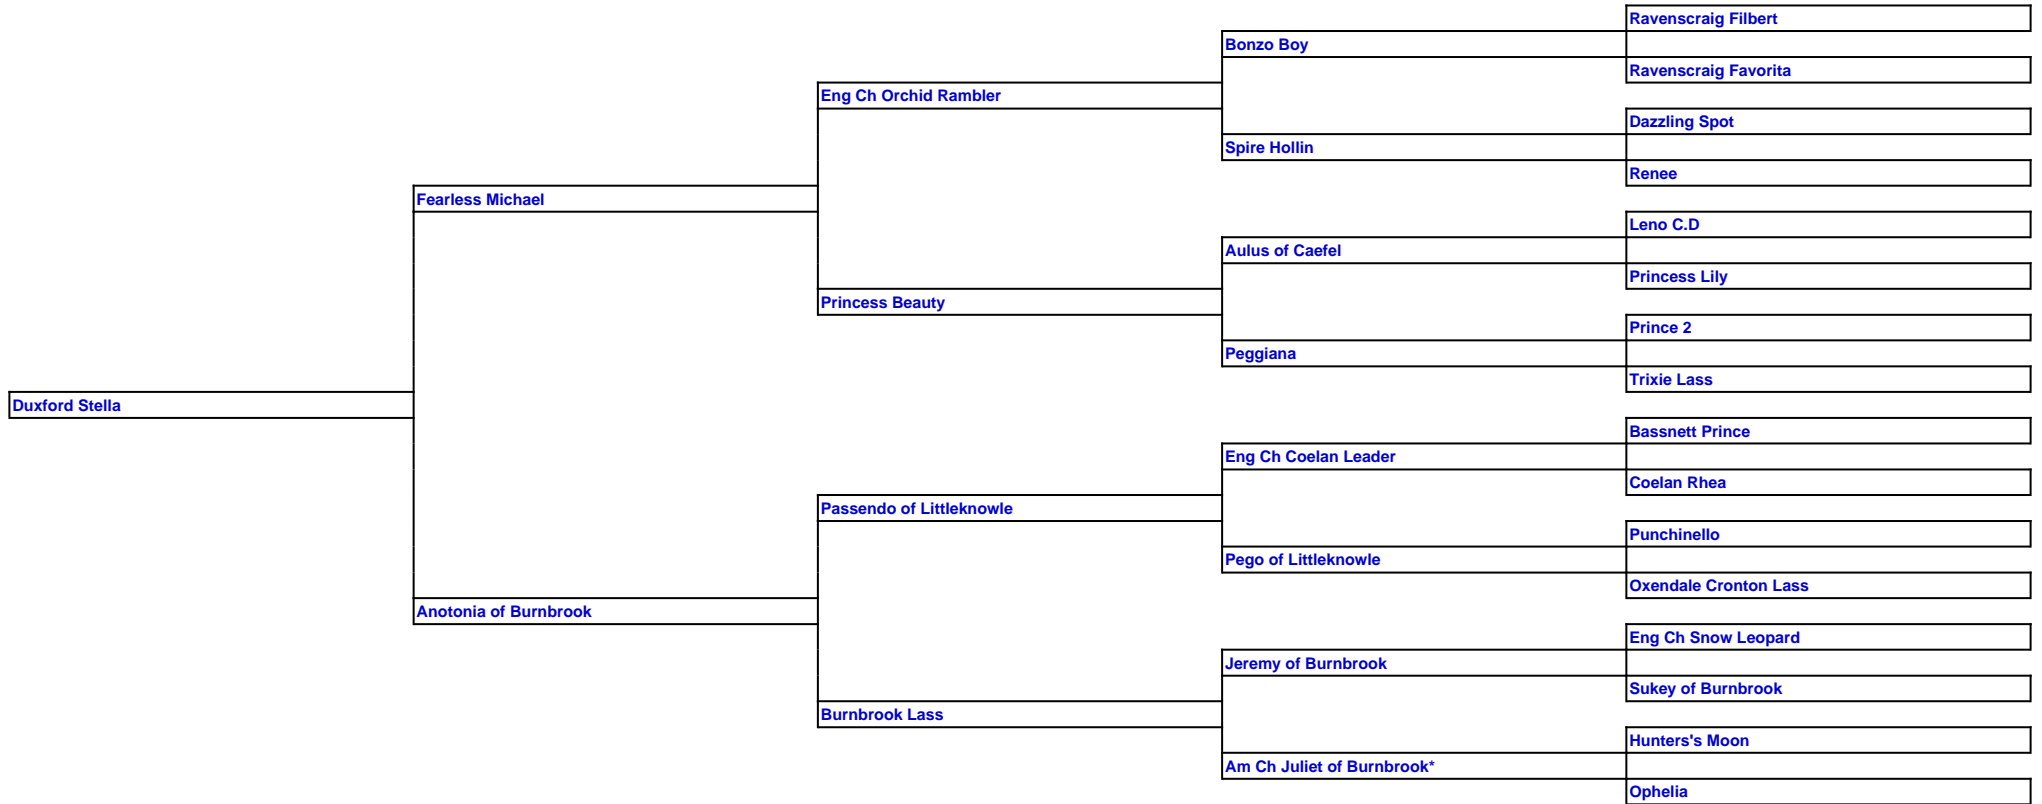 Ravenscraig Filbert
Bonzo Boy
Ravenscraig Favorita
Eng Ch Orchid Rambler
Dazzling Spot
Spire Hollin
Renee
Fearless Michael
Leno C.D
Aulus of Caefel
Princess Lily
Princess Beauty
Prince 2
Peggiana
Trixie Lass
Duxford Stella
Bassnett Prince
Eng Ch Coelan Leader
Coelan Rhea
Passendo of Littleknowle
Punchinello
Pego of Littleknowle
Oxendale Cronton Lass
Anotonia of Burnbrook
Eng Ch Snow Leopard
Jeremy of Burnbrook
Sukey of Burnbrook
Burnbrook Lass
Hunters's Moon
Am Ch Juliet of Burnbrook*
Ophelia